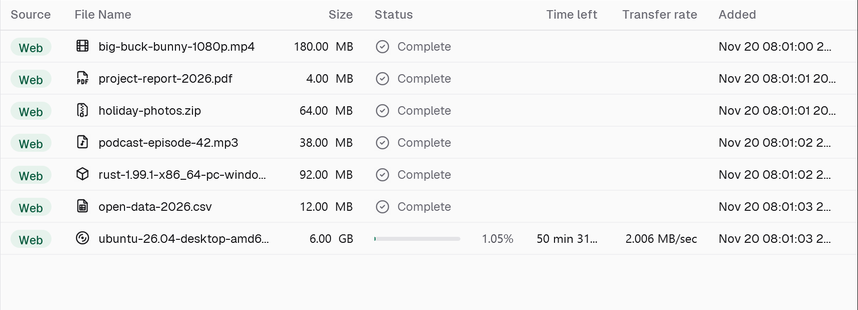 Source File Name Size Status Time left Transfer rate Added
Web big-buck-bunny-1080p.mp4 180.00 MB Complete Nov 20 08:01:00 2...
Web project-report-2026.pdf 4.00 MB Complete Nov 20 08:01:01 20...
Web holiday-photos.zip 64.00 MB Complete Nov 20 08:01:01 20...
Web podcast-episode-42.mp3 38.00 MB Complete Nov 20 08:01:02 2...
Web rust-1.99.1-x86_64-pc-windo... 92.00 MB Complete Nov 20 08:01:02 2...
Web open-data-2026.csv 12.00 MB Complete Nov 20 08:01:03 2...
Web ubuntu-26.04-desktop-amd6... 6.00 GB 1.05% 50 min 31... 2.006 MB/sec Nov 20 08:01:03 2...